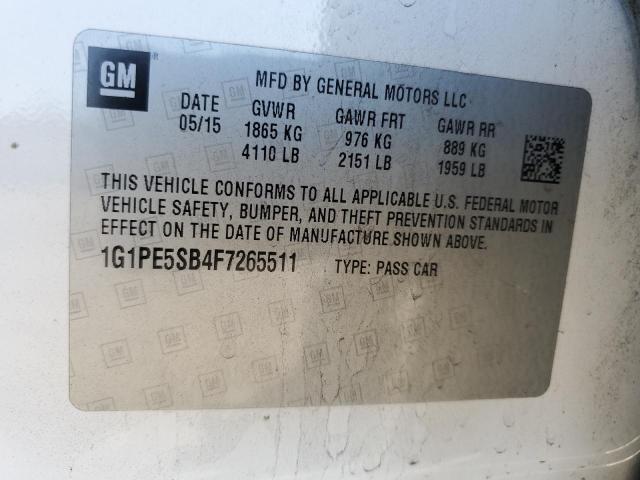 GM ®
MFD BY GENERAL MOTORS LLC
DATE GVWR GAWR FRT GAWR RR
05/15 1865 KG 976 KG 889 KG
4110 LB 2151 LB 1959 LB
THIS VEHICLE CONFORMS TO ALL APPLICABLE U.S. FEDERAL MOTOR
VEHICLE SAFETY, BUMPER, AND THEFT PREVENTION STANDARDS IN
EFFECT ON THE DATE OF MANUFACTURE SHOWN ABOVE.
1G1PE5SB4F7265511 TYPE: PASS CAR